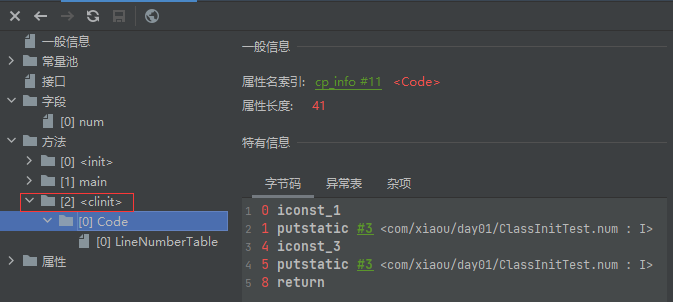 一般信息
常量池
接口
字段
[0] num
方法
[0] <init>
[1] main
[2] <clinit>
[0] Code
[0] LineNumberTable
属性
一般信息
属性名索引: cp_info #11 <Code>
属性长度: 41
特有信息
字节码 异常表 杂项
1 0 iconst_1
2 1 putstatic #3 <com/xiaou/day01/ClassInitTest.num : I>
3 4 iconst_3
4 5 putstatic #3 <com/xiaou/day01/ClassInitTest.num : I>
5 8 return